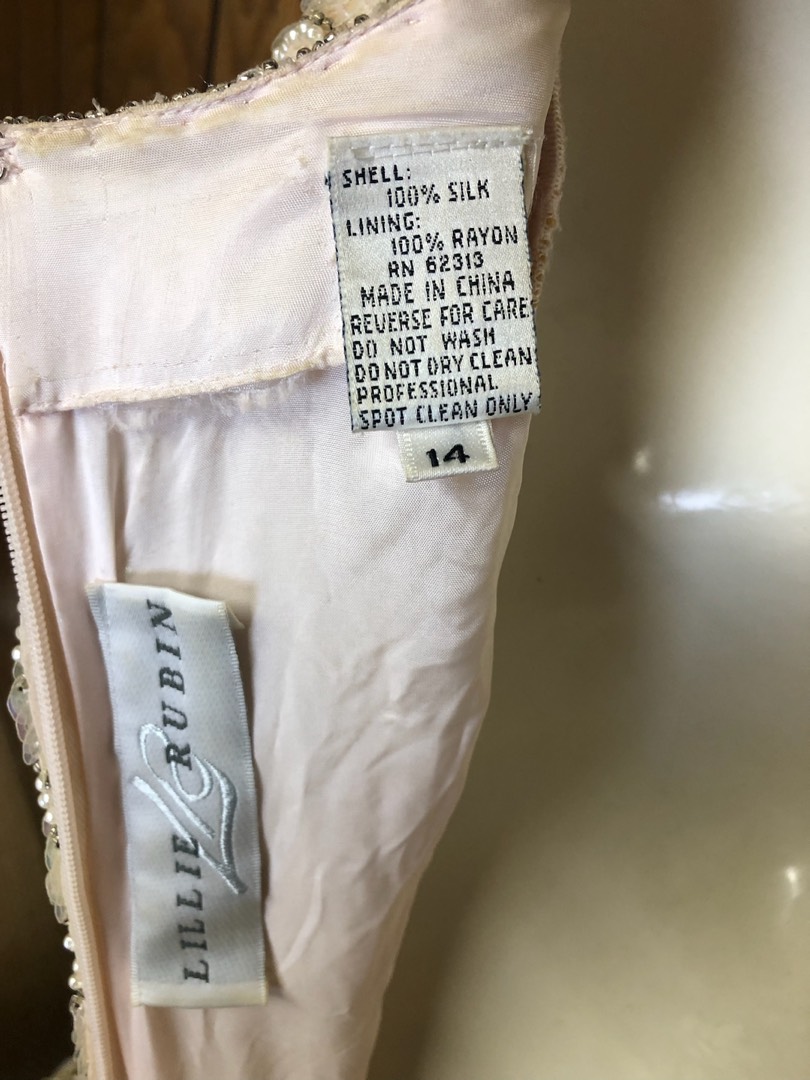 SHELL:
100% SILK
LINING:
100% RAYON
RN 62313
MADE IN CHINA
REVERSE FOR CARE
DO NOT WASH
DO NOT DRY CLEAN
PROFESSIONAL
SPOT CLEAN ONLY
14
LILLIE RUBIN
LR